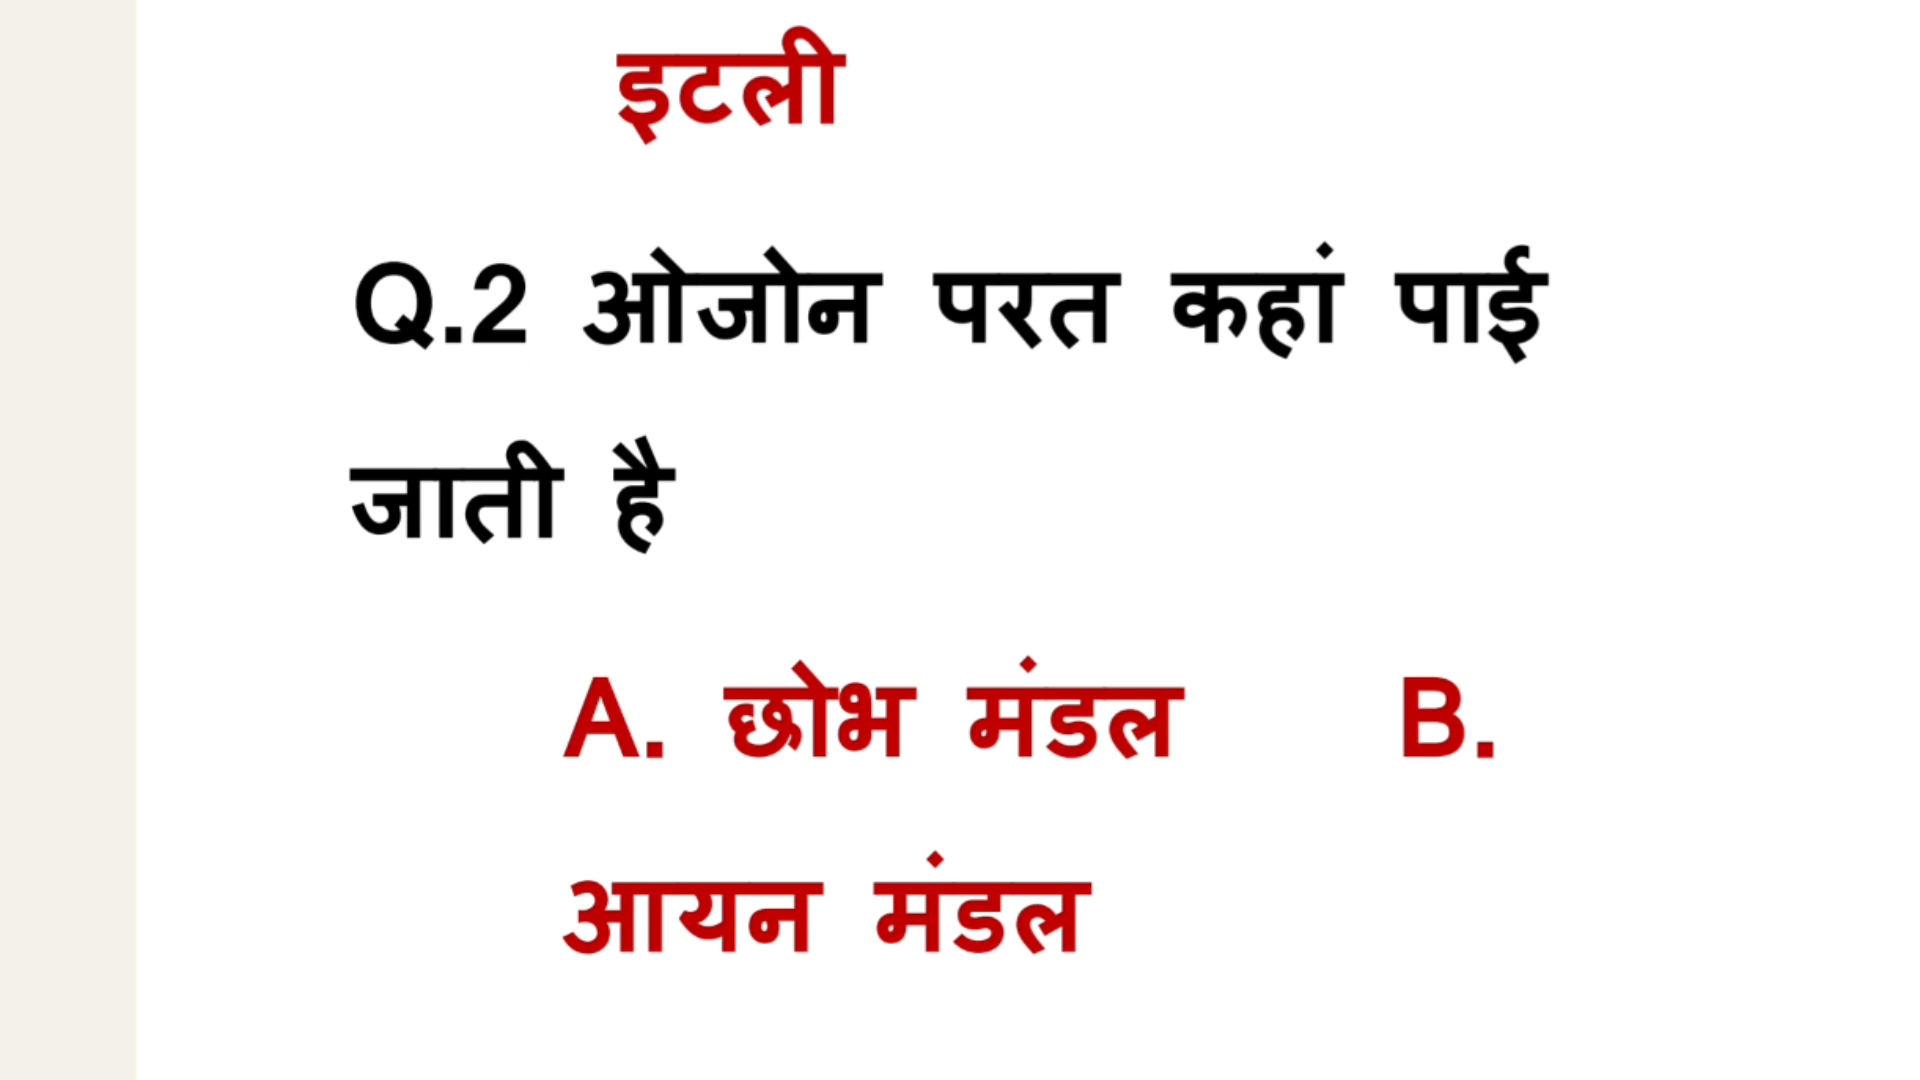 इटली
Q.2 ओजोन परत कहां पाई
जाती है
A. छोभ मंडल B.
आयन मंडल